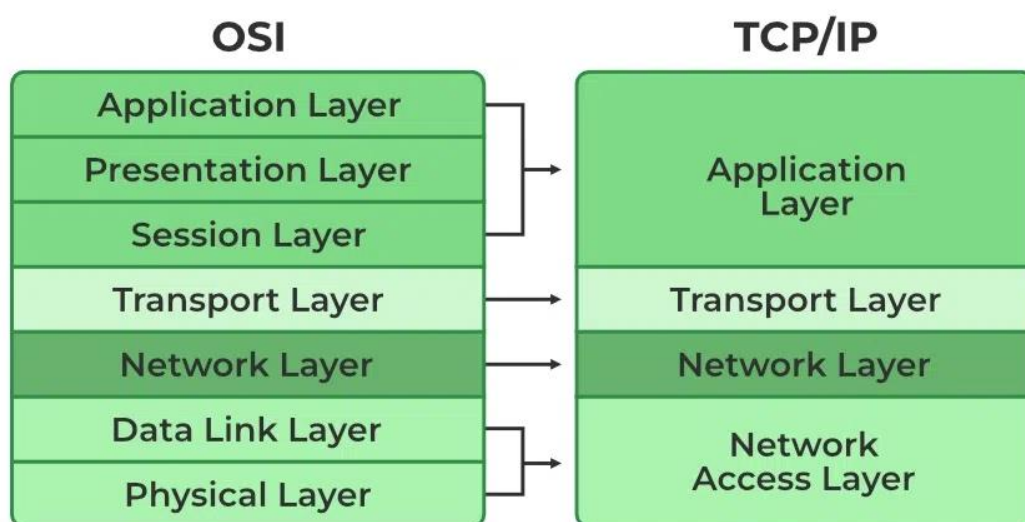 OSI
Application Layer
Presentation Layer
Session Layer
Transport Layer
Network Layer
Data Link Layer
Physical Layer
TCP/IP
Application
Layer
Transport Layer
Network Layer
Network
Access Layer